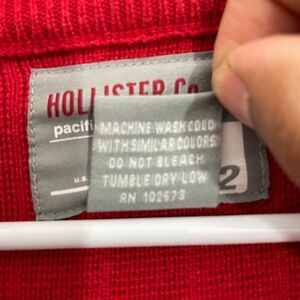 HOLLISTER Co.
pacifi
MACHINE WASH COLD
WITH SIMILAR COLORS
DO NOT BLEACH
TUMBLE DRY LOW
RN 102673
U.S.
2